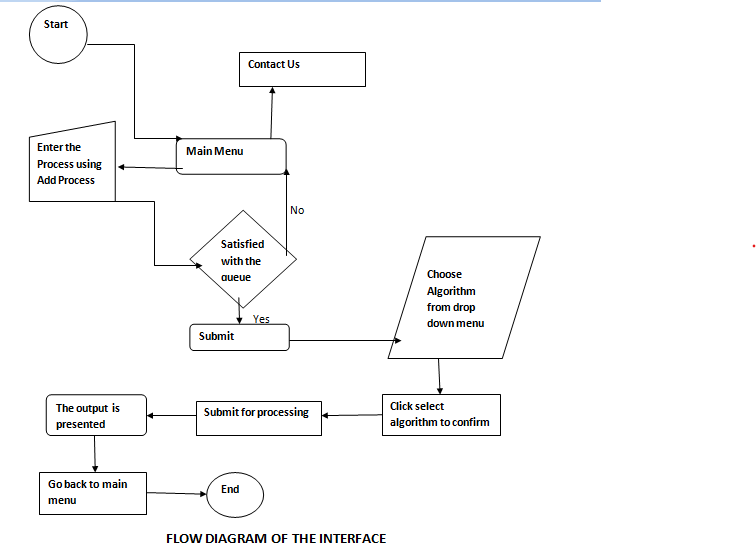 Start
Contact Us
Main Menu
Enter the
Process using
Add Process
No
Satisfied
with the
queue
Yes
Submit
Choose
Algorithm
from drop
down menu
Click select
algorithm to confirm
Submit for processing
The output is
presented
Go back to main
menu
End
FLOW DIAGRAM OF THE INTERFACE